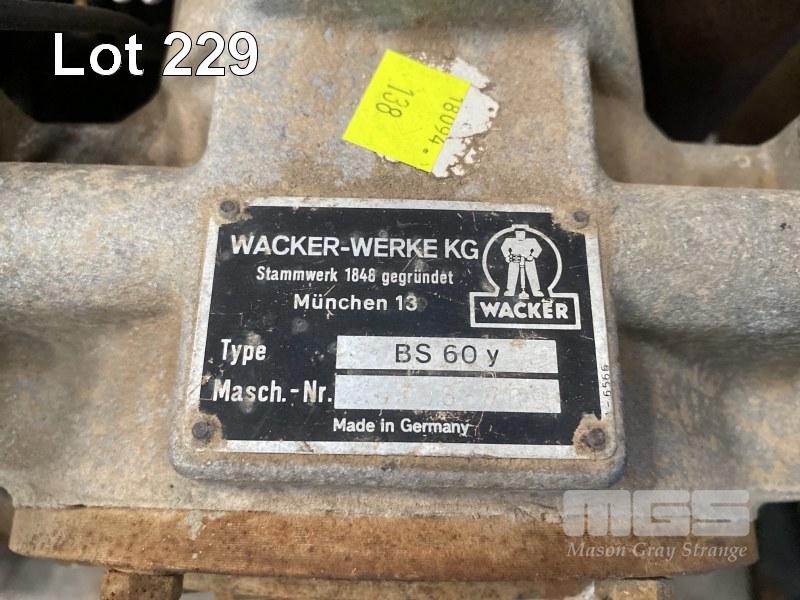 Lot 229
18094.
138
WACKER-WERKE KG
Stammwerk 1848 gegründet
München 13
WACKER
Type BS 60 y
Masch.-Nr.
Made in Germany
MGS
Mason Gray Strange